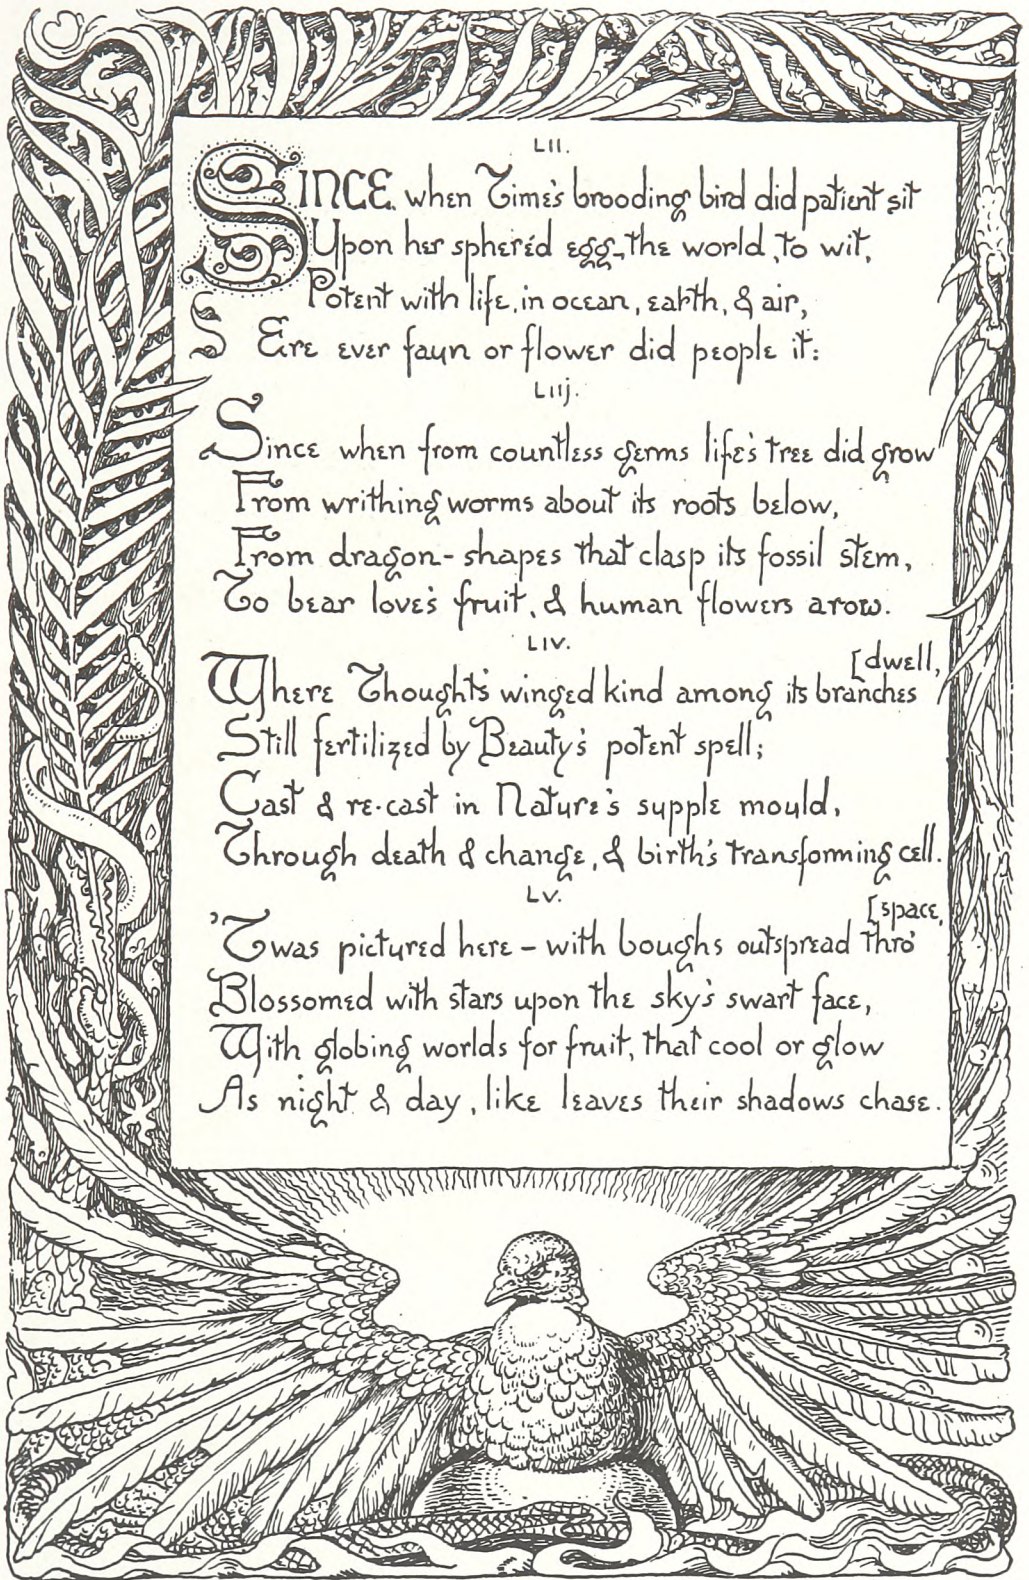 LII.
SINCE when Time's brooding bird did patient sit
Upon her spheréd egg, the world, to wit,
Potent with life, in ocean, earth, & air,
S Ere ever faun or flower did people it:
LIIJ.
Since when from countless germs life's tree did grow
From writhing worms about its roots below,
From dragon-shapes that clasp its fossil stem,
To bear love's fruit, & human flowers arow.
LIV.
Where Thought's winged kind among its branches [dwell,
Still fertilized by Beauty's potent spell;
Cast & re-cast in Nature's supple mould,
Through death & change, & birth's transforming cell.
LV.
'Twas pictured here – with boughs outspread thro' [space,
Blossomed with stars upon the sky's swart face,
With globing worlds for fruit, that cool or glow
As night & day, like leaves their shadows chase.